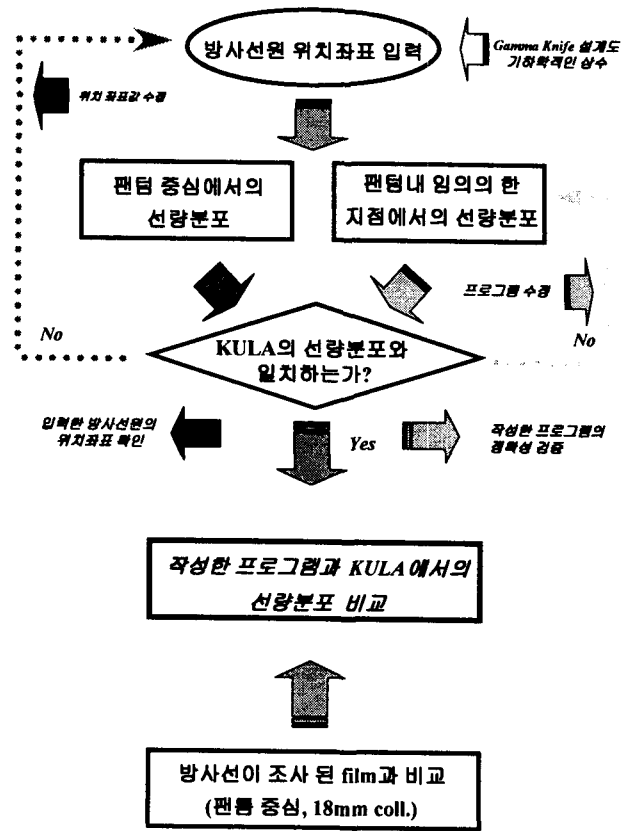 방사선원 위치좌표 입력
Gamma Knife 설계도
기하학적인 상수
위치 좌표값 수정
팬텀 중심에서의
선량분포
팬텀내 임의의 한
지점에서의 선량분포
프로그램 수정
No
No
KULA의 선량분포와
일치하는가?
입력한 방사선원의
위치좌표 확인
Yes
작성한 프로그램의
정확성 검증
작성한 프로그램과 KULA에서의
선량분포 비교
방사선이 조사 된 film과 비교
(팬톰 중심, 18mm coll.)